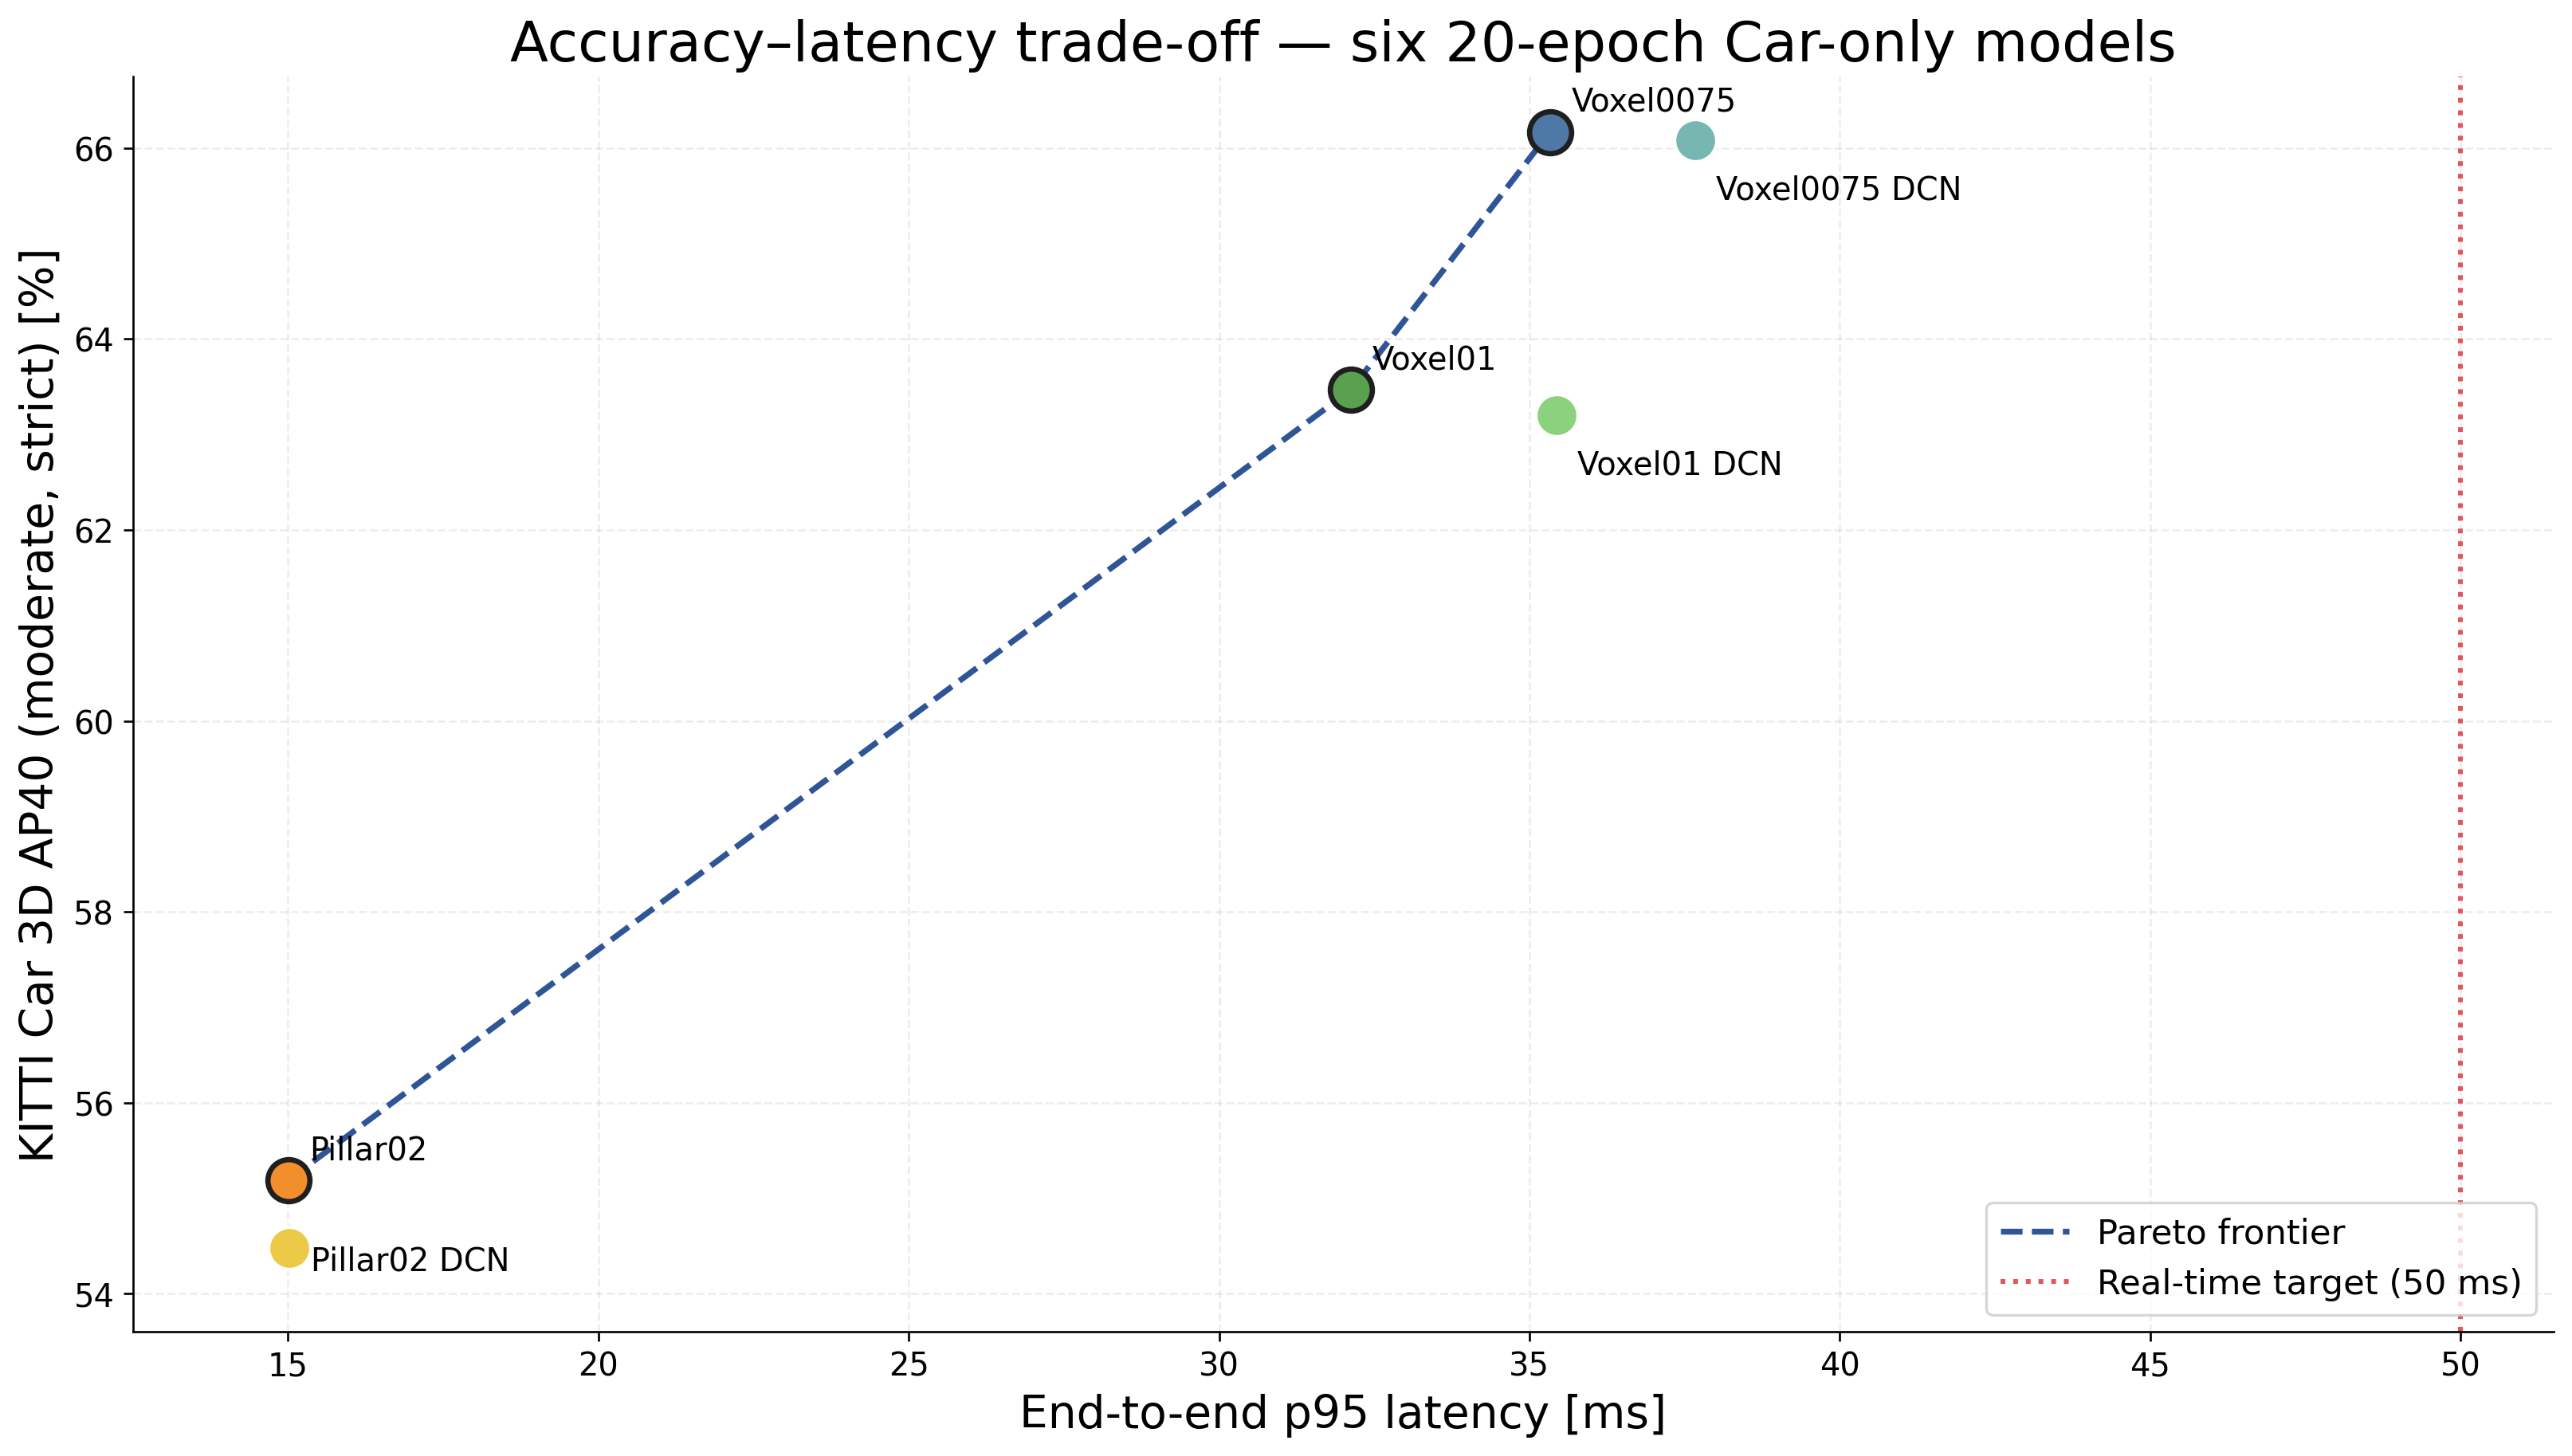 Accuracy–latency trade-off — six 20-epoch Car-only models
KITTI Car 3D AP40 (moderate, strict) [%]
66
64
62
60
58
56
54
Voxel0075
Voxel0075 DCN
Voxel01
Voxel01 DCN
Pillar02
Pillar02 DCN
Pareto frontier
Real-time target (50 ms)
15
20
25
30
35
40
45
50
End-to-end p95 latency [ms]